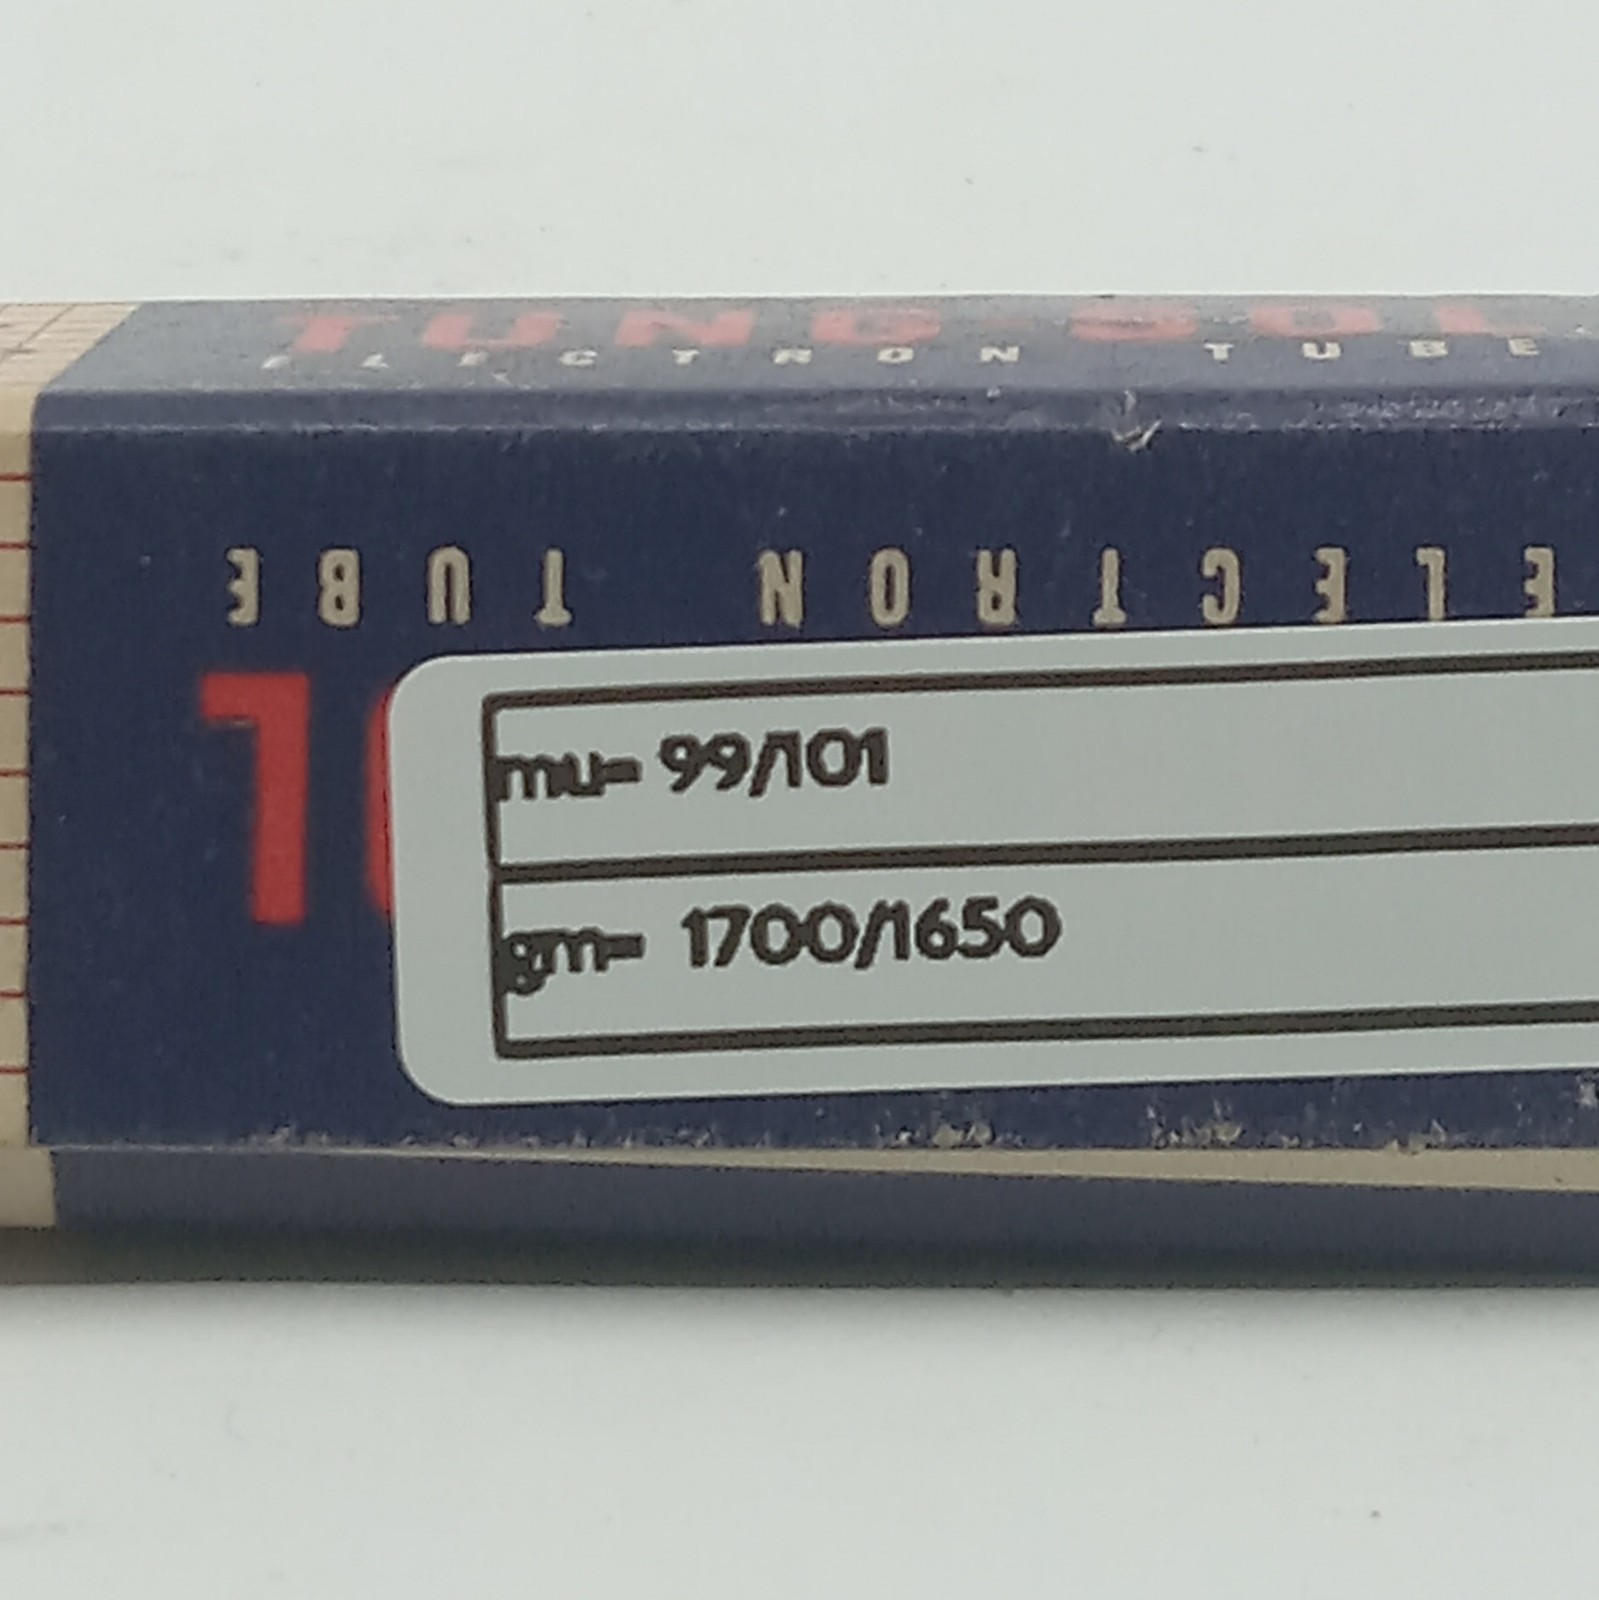 TUNG-SOL
ELECTRON TUBE
ELECTRON TUBE
mu= 99/101
gm= 1700/1650